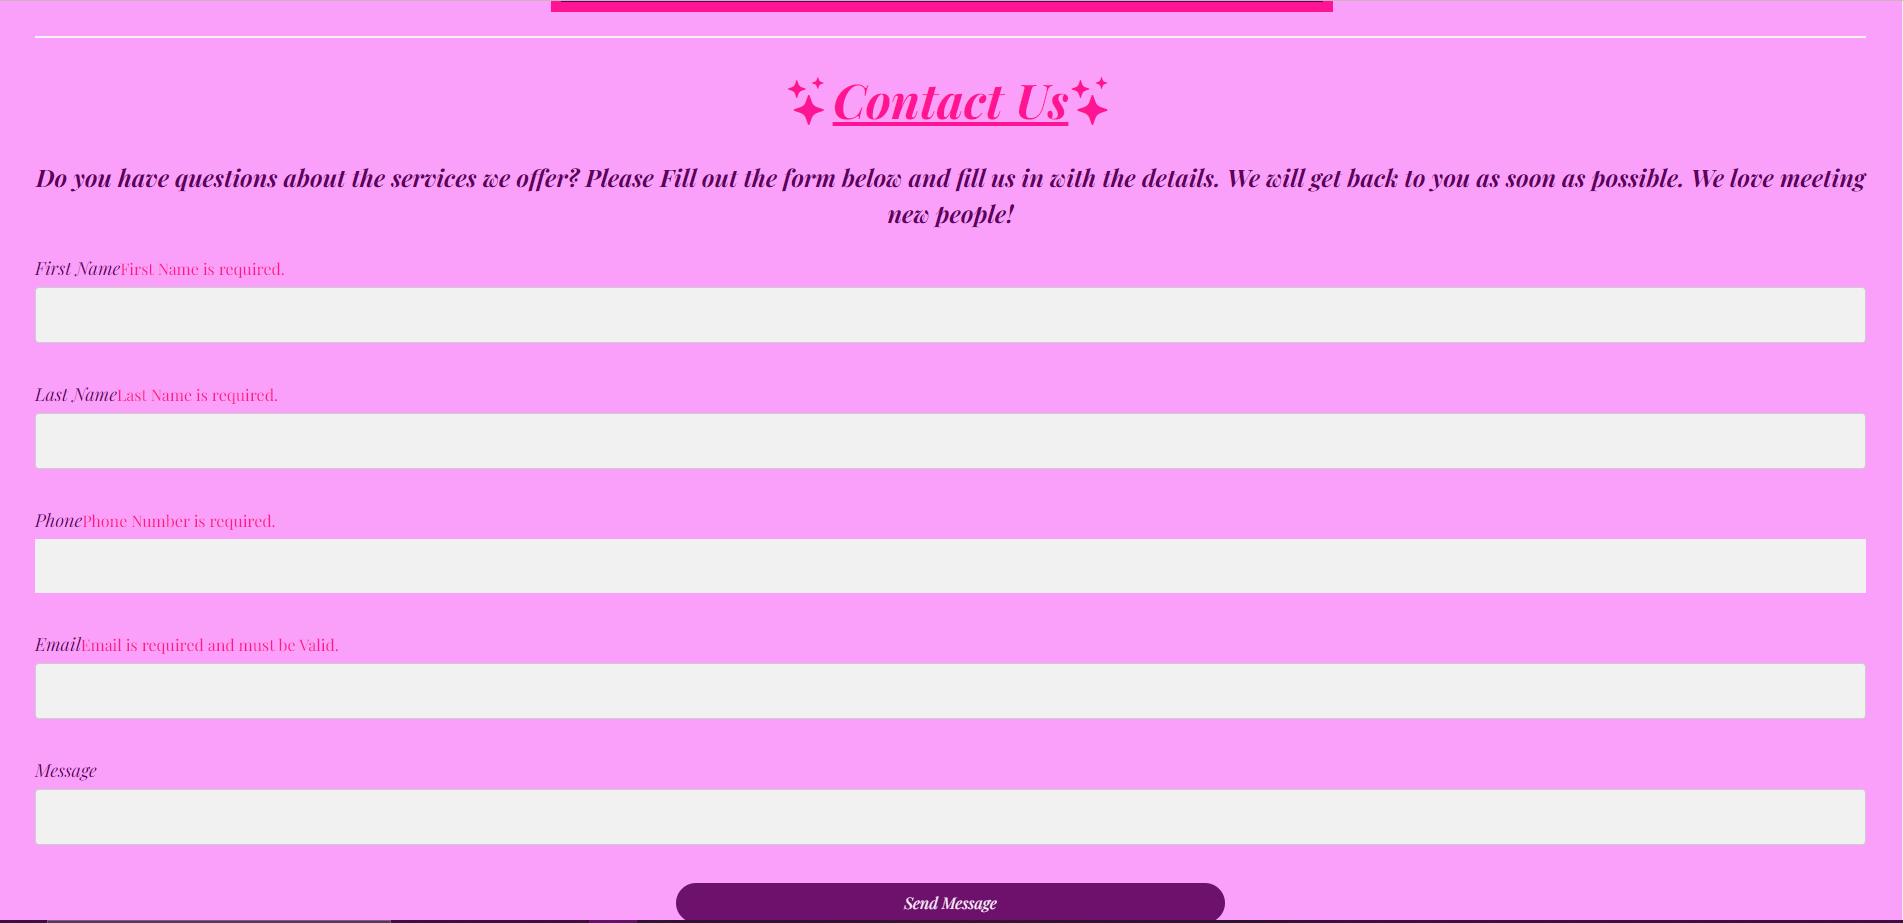 Contact Us
Do you have questions about the services we offer? Please Fill out the form below and fill us in with the details. We will get back to you as soon as possible. We love meeting
new people!
First NameFirst Name is required.
Last NameLast Name is required.
PhonePhone Number is required.
EmailEmail is required and must be Valid.
Message
Send Message